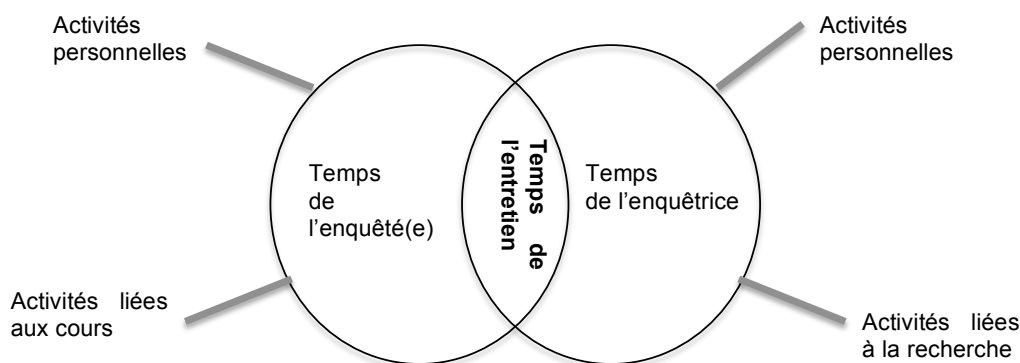 Activités
personnelles
Activités
personnelles
Temps
de
l'enquêté(e)
Temps de
l'entretien
Temps
de l'enquêtrice
Activités liées
aux cours
Activités liées
à la recherche